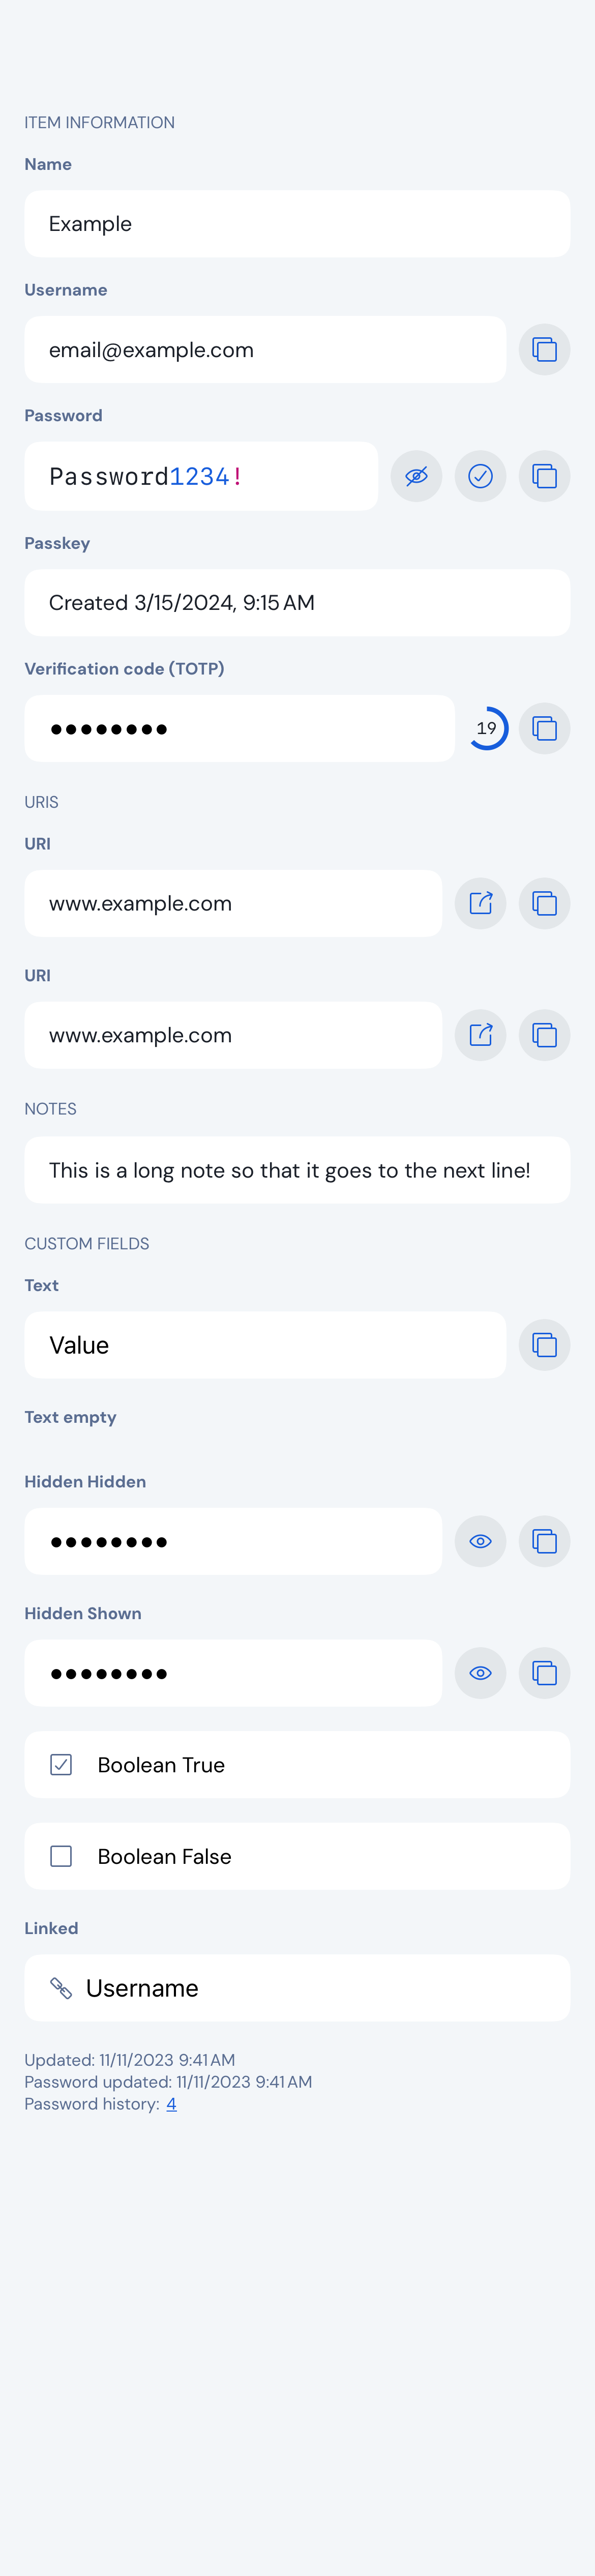 ITEM INFORMATION
Name
Example
Username
email@example.com
Password
Password1234!
Passkey
Created 3/15/2024, 9:15 AM
Verification code (TOTP)
●●●●●●●●
19
URIS
URI
www.example.com
URI
www.example.com
NOTES
This is a long note so that it goes to the next line!
CUSTOM FIELDS
Text
Value
Text empty
Hidden Hidden
●●●●●●●●
Hidden Shown
●●●●●●●●
Boolean True
Boolean False
Linked
Username
Updated: 11/11/2023 9:41 AM
Password updated: 11/11/2023 9:41 AM
Password history: 4